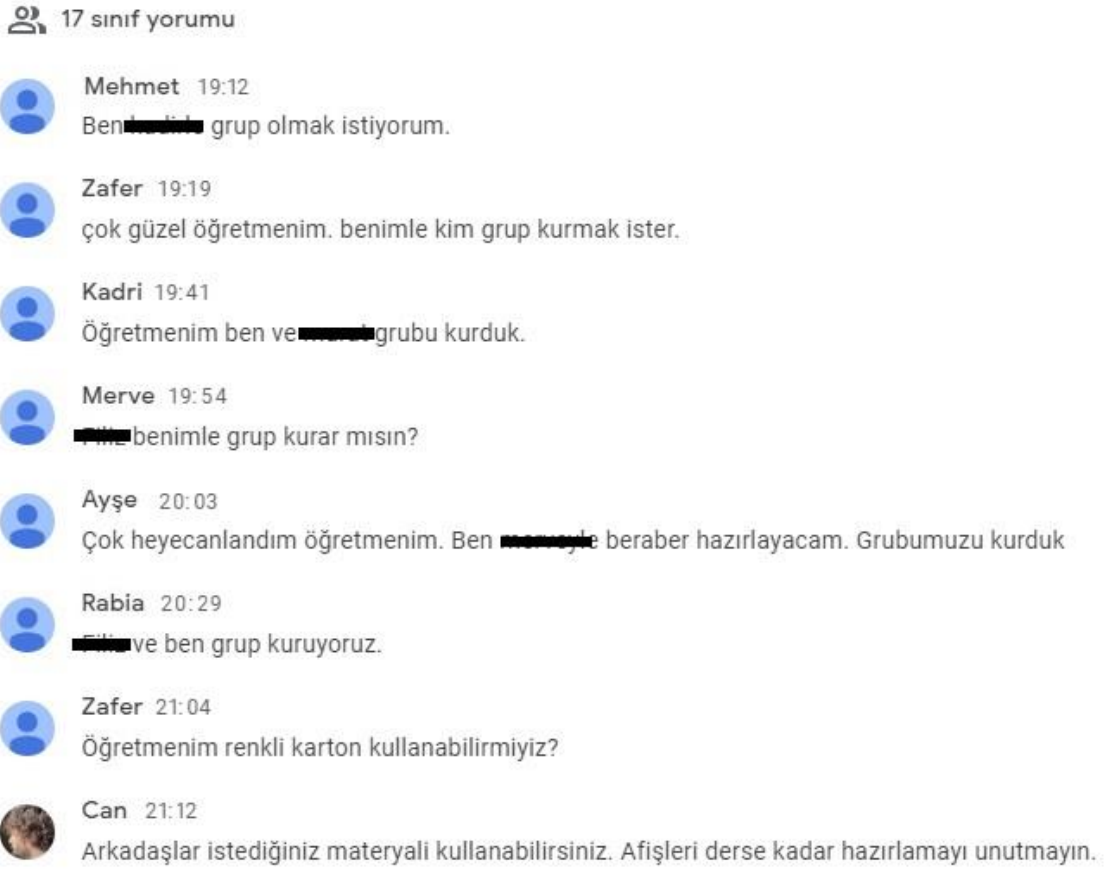 17 sınıf yorumu
Mehmet 19:12
Ben grup olmak istiyorum.
Zafer 19:19
çok güzel öğretmenim. benimle kim grup kurmak ister.
Kadri 19:41
Öğretmenim ben ve grubu kurduk.
Merve 19:54
benimle grup kurar mısın?
Ayşe 20:03
Çok heyecanlandım öğretmenim. Ben beraber hazırlayacam. Grubumuzu kurduk
Rabia 20:29
ve ben grup kuruyoruz.
Zafer 21:04
Öğretmenim renkli karton kullanabilirmiyiz?
Can 21:12
Arkadaşlar istediğiniz materyali kullanabilirsiniz. Afişleri derse kadar hazırlamayı unutmayın.